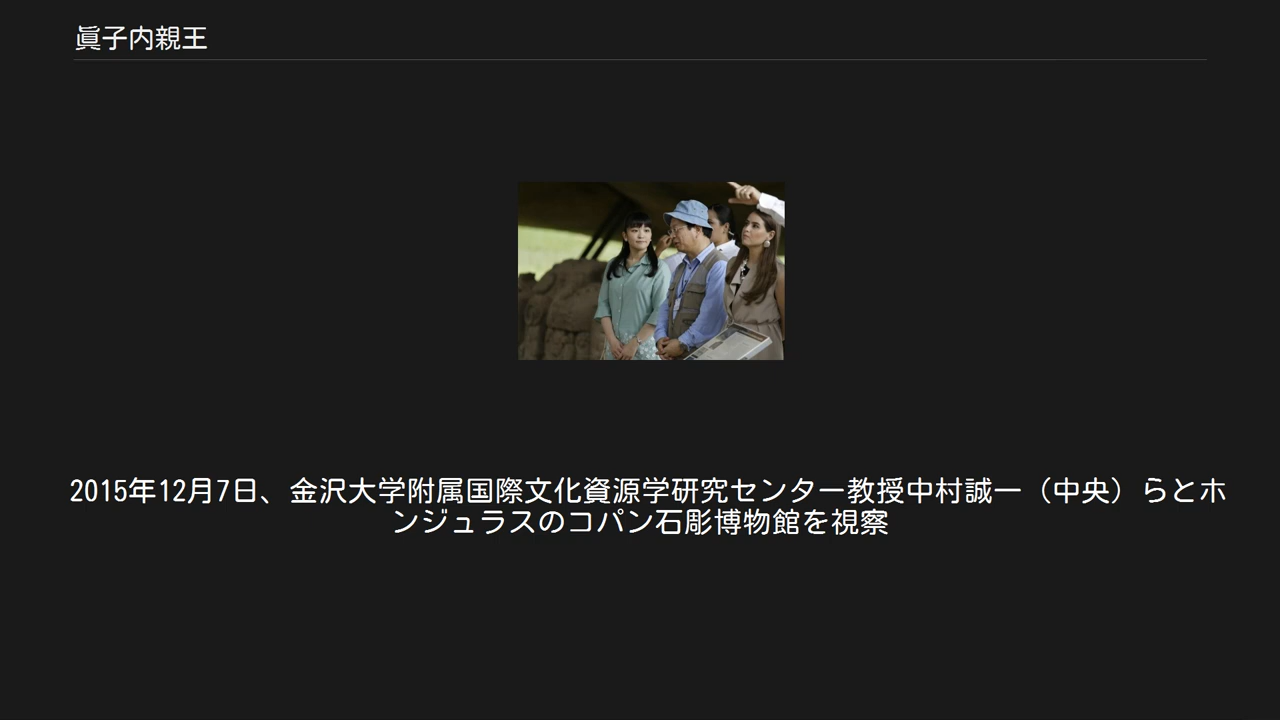 眞子内親王
2015年12月7日、金沢大学附属国際文化資源学研究センター教授中村誠一（中央）らとホ
ンジュラスのコパン石彫博物館を視察